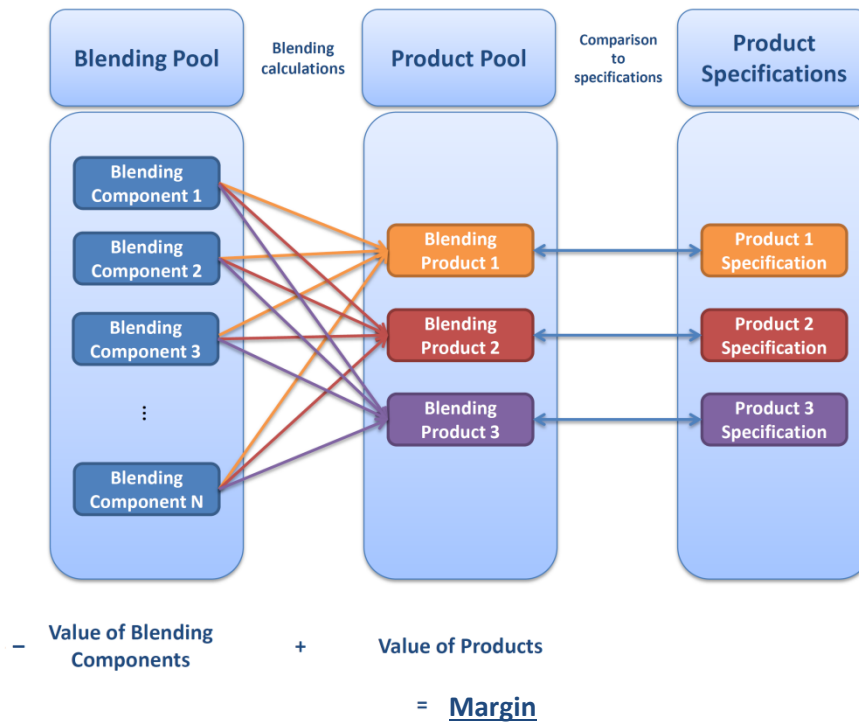 Blending Pool
Blending
calculations
Product Pool
Comparison
to
specifications
Product
Specifications
Blending
Component 1
Blending
Component 2
Blending
Component 3
...
Blending
Component N
Blending
Product 1
Blending
Product 2
Blending
Product 3
Product 1
Specification
Product 2
Specification
Product 3
Specification
– Value of Blending
Components
+ Value of Products
= Margin